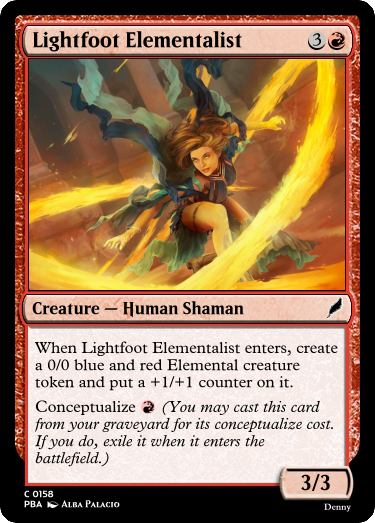 Lightfoot Elementalist 3
Creature — Human Shaman
When Lightfoot Elementalist enters, create
a 0/0 blue and red Elemental creature
token and put a +1/+1 counter on it.
Conceptualize (You may cast this card
from your graveyard for its conceptualize cost.
If you do, exile it when it enters the
battlefield.)
3/3
C 0158
PBA Alba Palacio
Denny